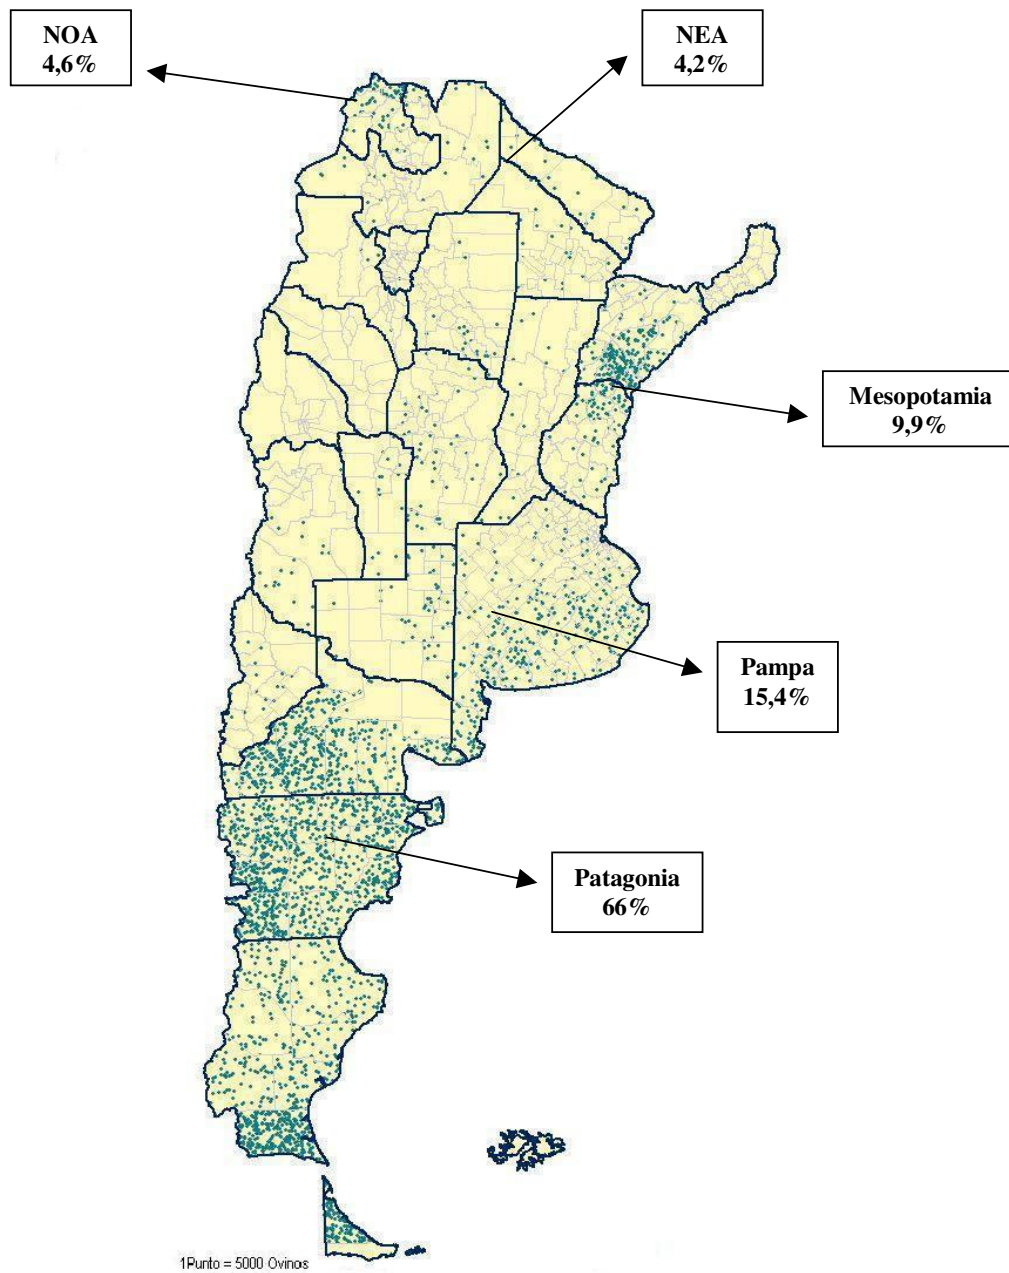 NOA
4,6%
NEA
4,2%
Mesopotamia
9,9%
Pampa
15,4%
Patagonia
66%
1Punto = 5000 Ovinos